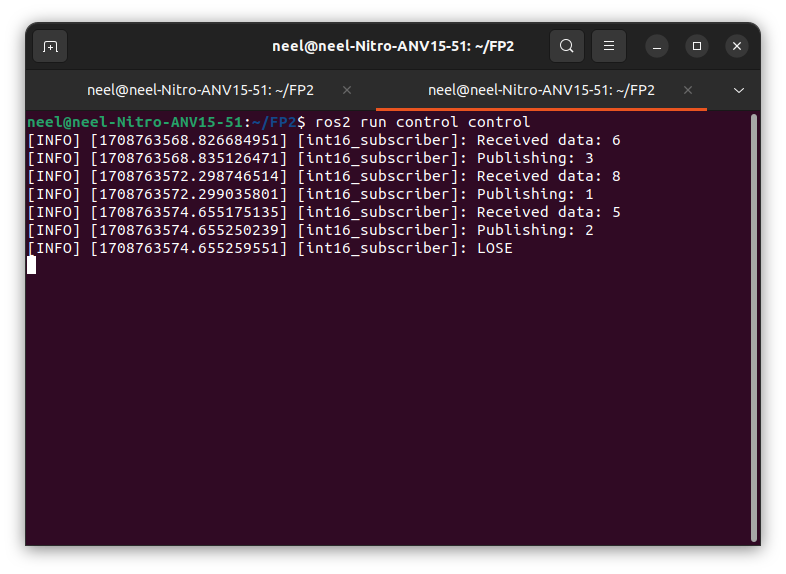 neel@neel-Nitro-ANV15-51: ~/FP2
neel@neel-Nitro-ANV15-51: ~/FP2
neel@neel-Nitro-ANV15-51: ~/FP2
neel@neel-Nitro-ANV15-51:~/FP2$ ros2 run control control
[INFO] [1708763568.826684951] [int16_subscriber]: Received data: 6
[INFO] [1708763568.835126471] [int16_subscriber]: Publishing: 3
[INFO] [1708763572.298746514] [int16_subscriber]: Received data: 8
[INFO] [1708763572.299035801] [int16_subscriber]: Publishing: 1
[INFO] [1708763574.655175135] [int16_subscriber]: Received data: 5
[INFO] [1708763574.655250239] [int16_subscriber]: Publishing: 2
[INFO] [1708763574.655259551] [int16_subscriber]: LOSE